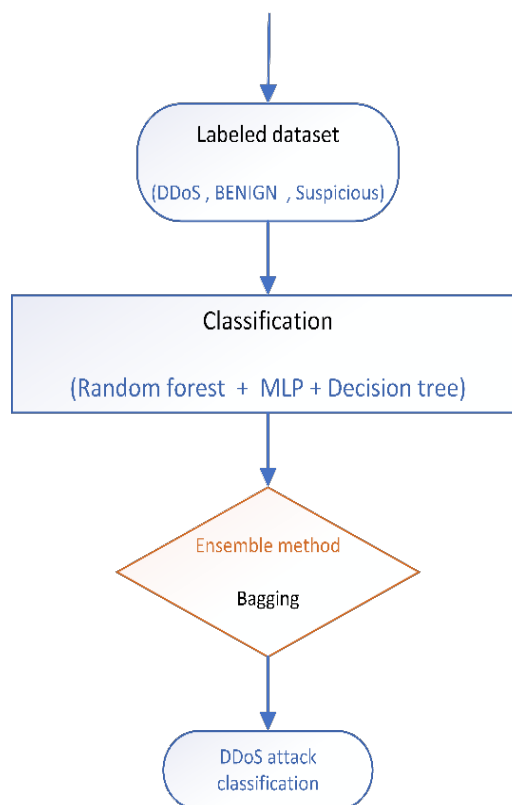 Labeled dataset
(DDoS , BENIGN , Suspicious)
Classification
(Random forest + MLP + Decision tree)
Ensemble method
Bagging
DDoS attack
classification